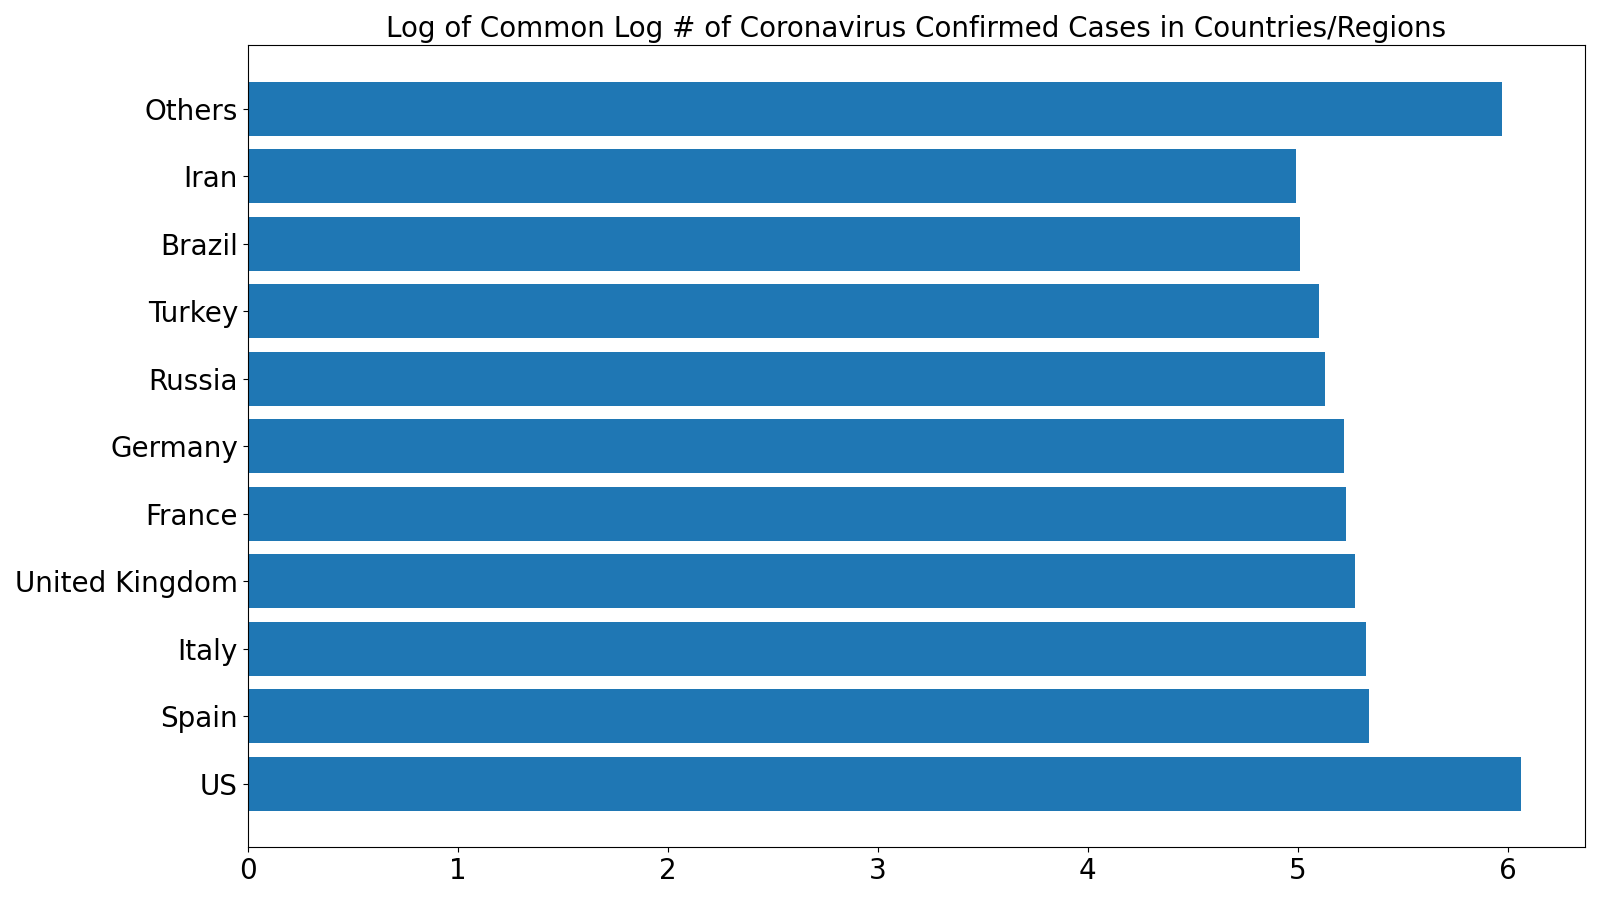 Log of Common Log # of Coronavirus Confirmed Cases in Countries/Regions
Others
Iran
Brazil
Turkey
Russia
Germany
France
United Kingdom
Italy
Spain
US
0 1 2 3 4 5 6